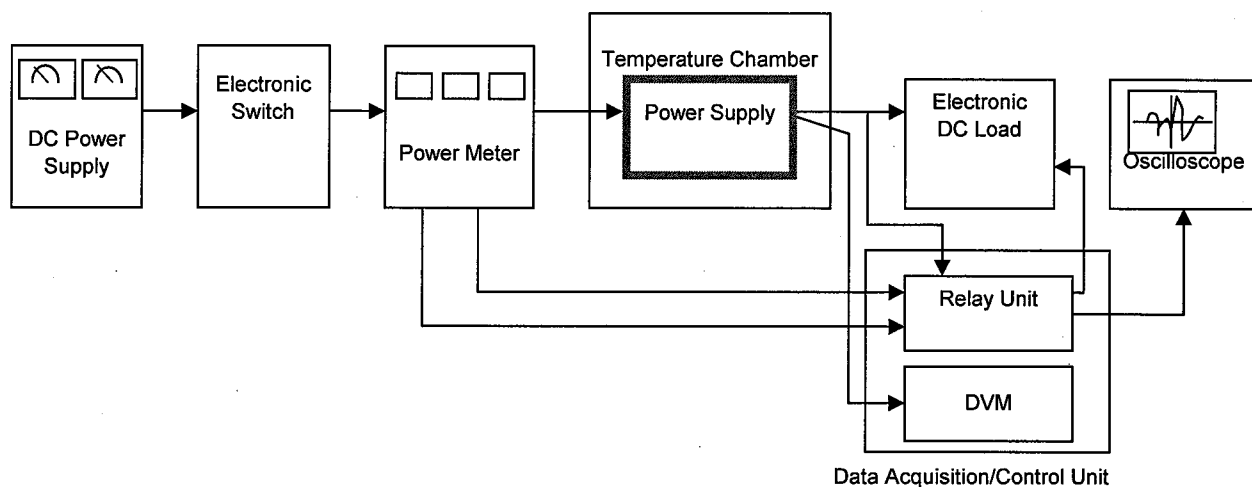 DC Power
Supply
Electronic
Switch
Power Meter
Temperature Chamber
Power Supply
Electronic
DC Load
Oscilloscope
Relay Unit
DVM
Data Acquisition/Control Unit